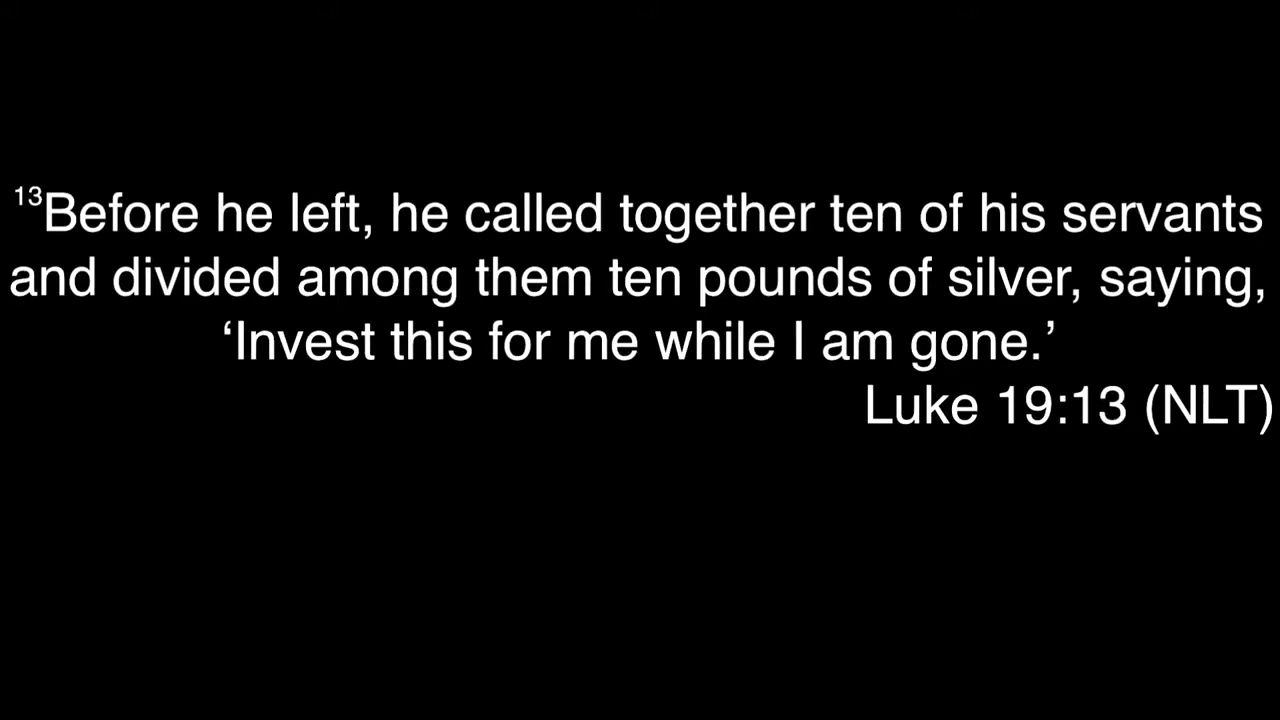 13Before he left, he called together ten of his servants
and divided among them ten pounds of silver, saying,
‘Invest this for me while I am gone.’
Luke 19:13 (NLT)